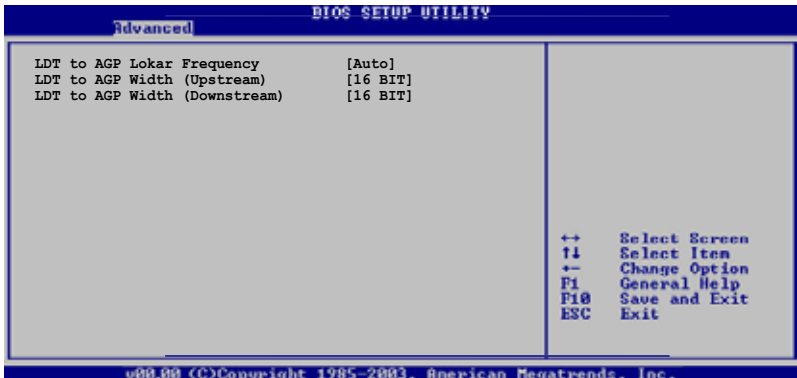 BIOS SETUP UTILITY
Advanced
LDT to AGP Lokar Frequency [Auto]
LDT to AGP Width (Upstream) [16 BIT]
LDT to AGP Width (Downstream) [16 BIT]
←→ Select Screen
↑↓ Select Item
+- Change Option
F1 General Help
F10 Save and Exit
ESC Exit
v00.00 (C)Copyright 1985-2003, American Megatrends, Inc.